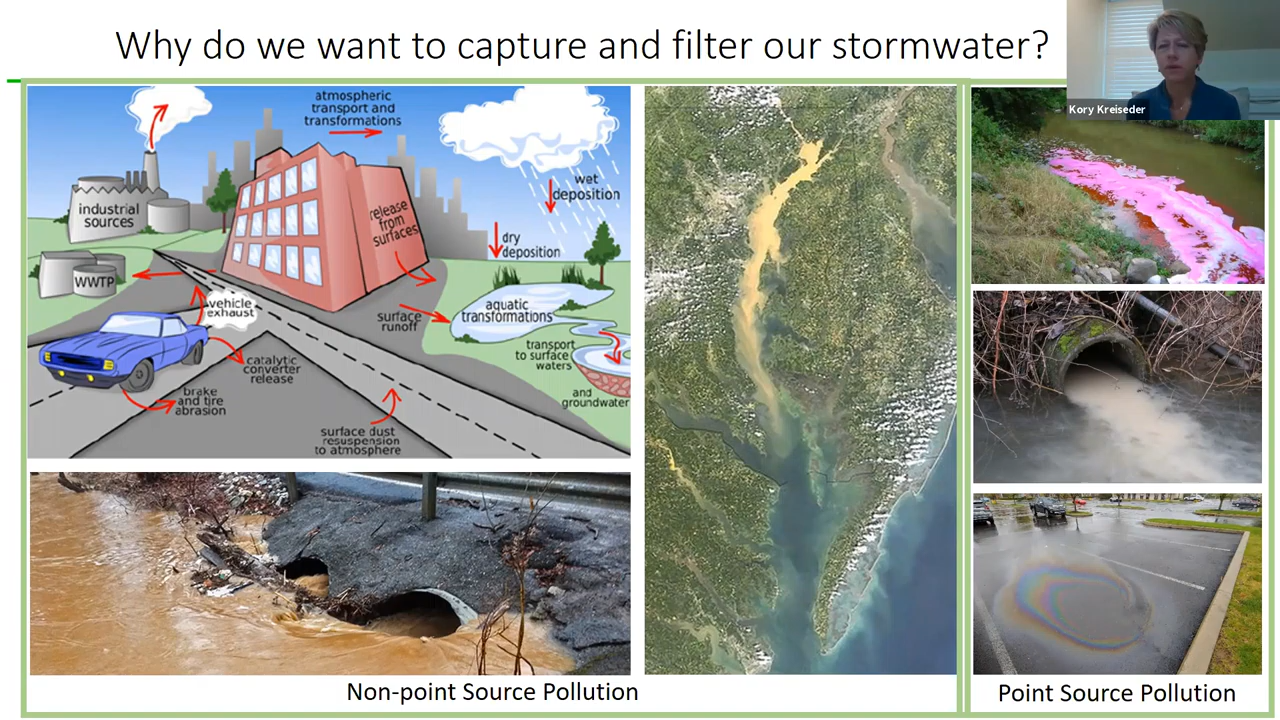 Why do we want to capture and filter our stormwater?
Kory Kreiseder
atmospheric
transport and
transformations
wet
deposition
industrial
sources
release
from
surfaces
dry
deposition
WWTP
vehicle
exhaust
surface
runoff
aquatic
transformations
transport
to surface
waters
and
groundwater
catalytic
converter
release
brake
and tire
abrasion
surface dust
resuspension
to atmosphere
Non-point Source Pollution
Point Source Pollution